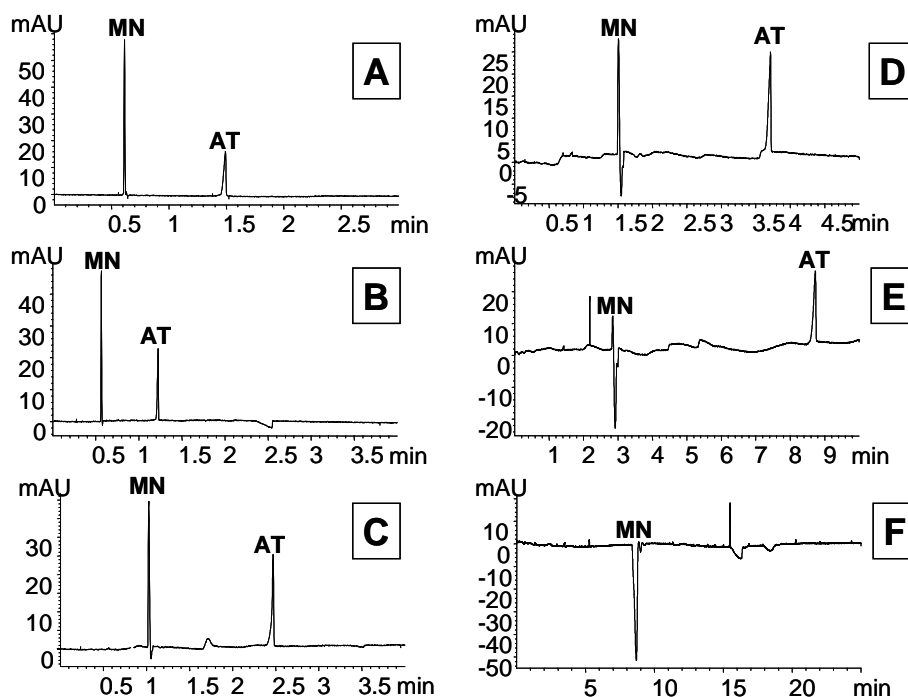 mAU
MN
A
50
40
30
20
10
0
AT
0.5 1 1.5 2 2.5 min
mAU
MN
B
40
30
20
10
0
AT
0.5 1 1.5 2 2.5 3 3.5 min
mAU
MN
C
30
20
10
0
AT
0.5 1 1.5 2 2.5 3 3.5 min
mAU
MN
AT
D
25
20
15
10
5
0
-5
0.5 1 1.5 2 2.5 3 3.5 4 4.5 min
mAU
MN
AT
E
20
10
0
-10
-20
1 2 3 4 5 6 7 8 9 min
mAU
MN
F
10
0
-10
-20
-30
-40
-50
5 10 15 20 25 min